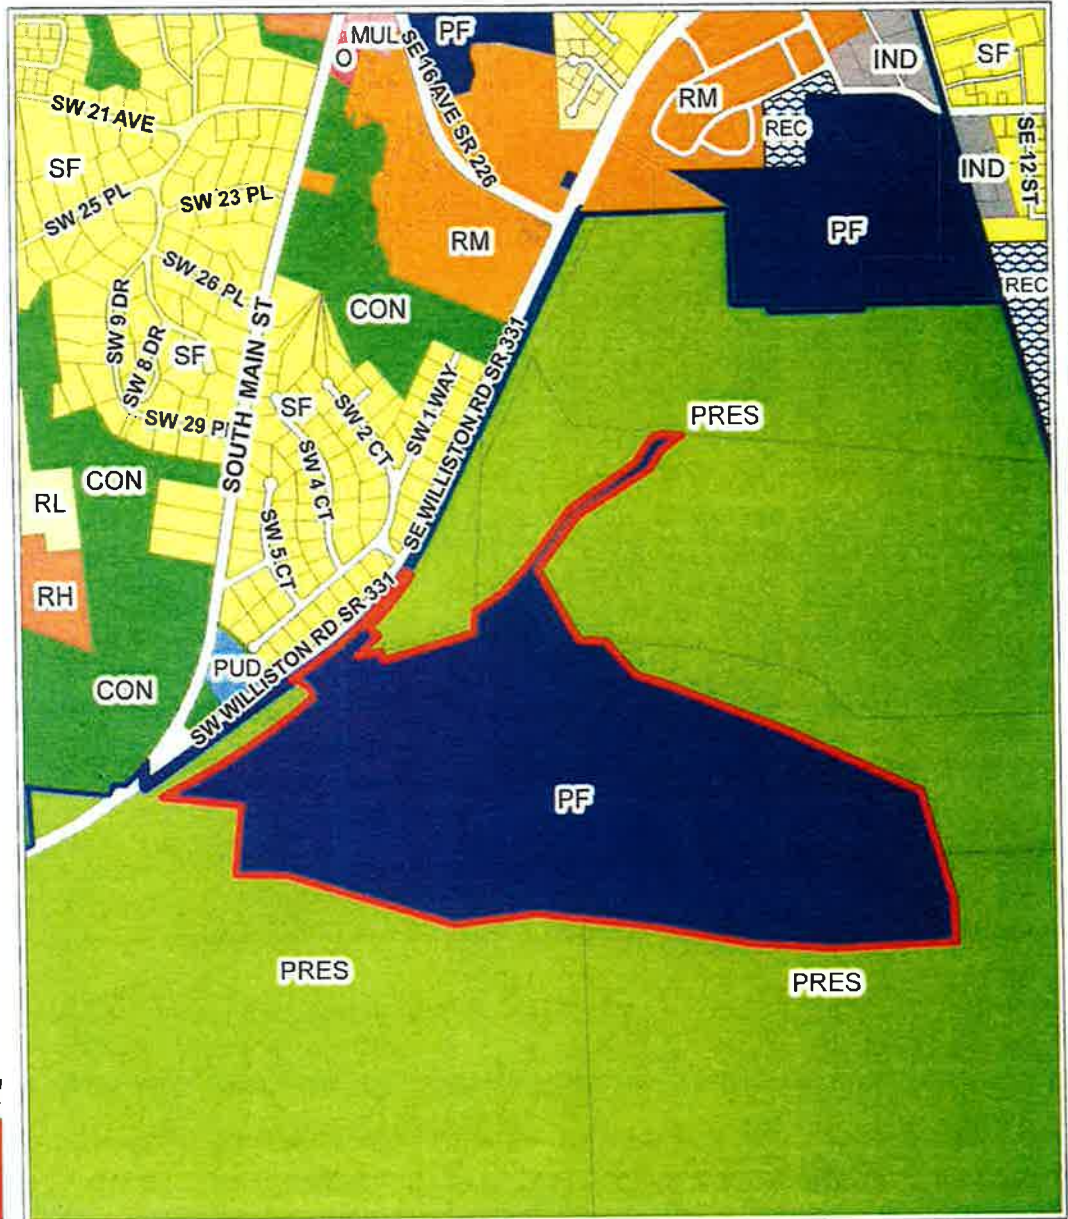 MUL
O
PF
SE 16 AVE SR 226
IND
SF
SW 21 AVE
RM
REC
SF
SE 12 ST
IND
SW 25 PL
SW 23 PL
RM
PF
SW 26 PL
REC
SW 9 DR
CON
SW 8 DR
SF
SOUTH MAIN ST
SE WILLISTON RD SR 331
SW 29 Pl
SF
SW 2 CT
SW 1 WAY
PRES
CON
SW 4 CT
RL
SW 5 CT
RH
SW WILLISTON RD SR 331
PUD
CON
PF
PRES
PRES